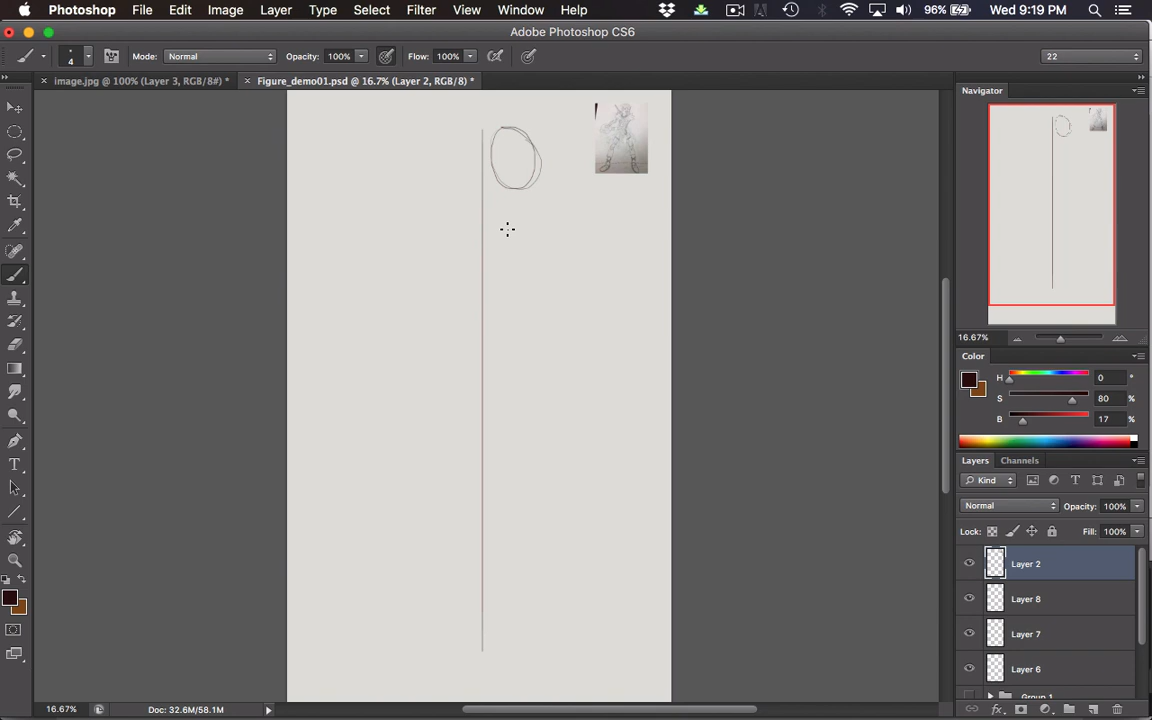 Photoshop File Edit Image Layer Type Select Filter View Window Help 96% Wed 9:19 PM
Adobe Photoshop CS6
4 Mode: Normal Opacity: 100% Flow: 100% 22
image.jpg @ 100% (Layer 3, RGB/8#) * Figure_demo01.psd @ 16.7% (Layer 2, RGB/8) *
Navigator
16.67%
Color
H 0 °
S 80 %
B 17 %
Layers Channels
Kind
Normal Opacity: 100%
Lock: Fill: 100%
Layer 2
Layer 8
Layer 7
Layer 6
Group 1
16.67% Doc: 32.6M/58.1M